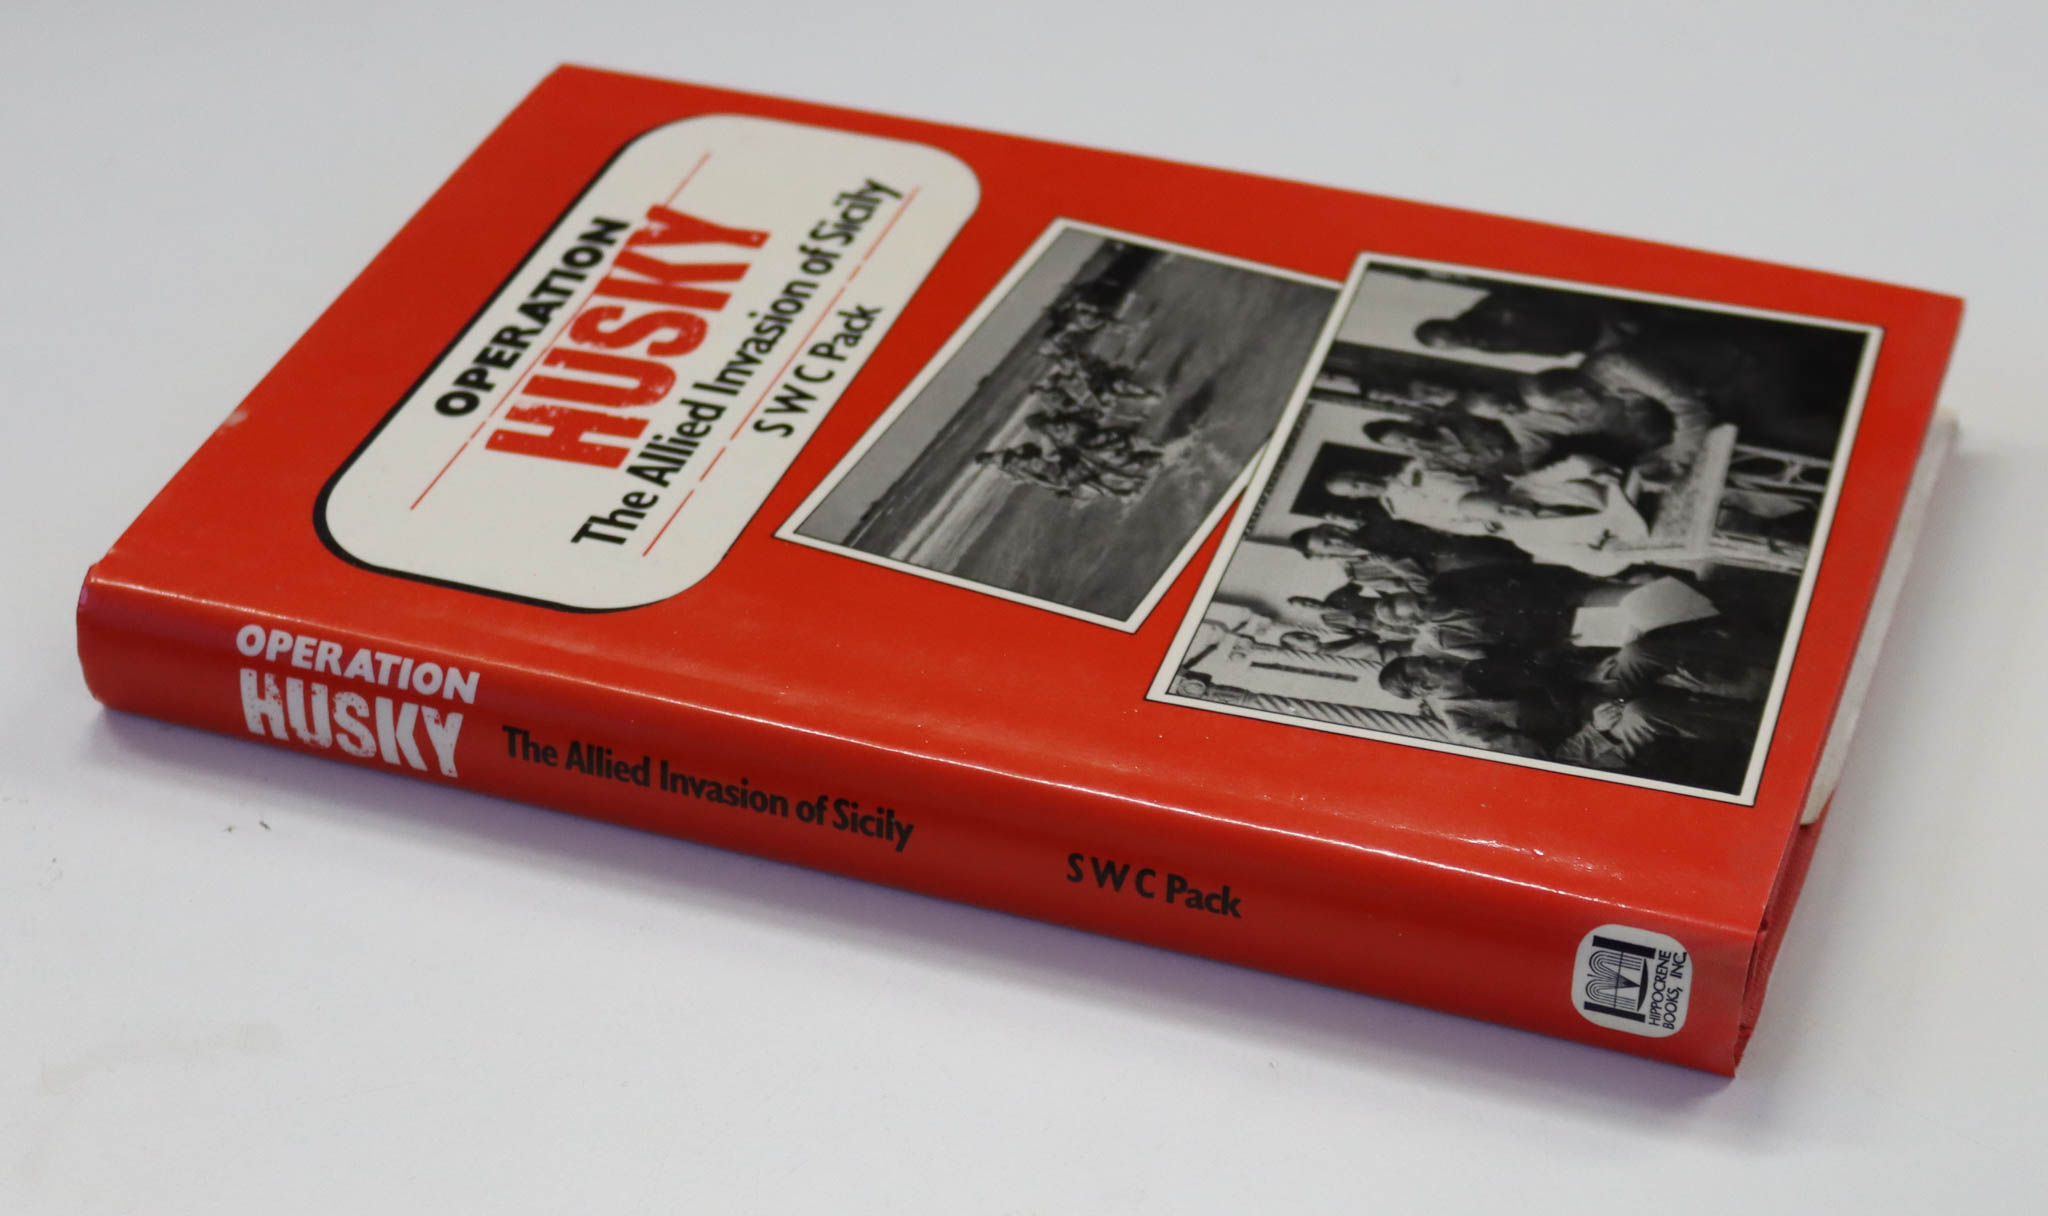 OPERATION
HUSKY
The Allied Invasion of Sicily
S W C Pack
OPERATION
HUSKY
The Allied Invasion of Sicily
S W C Pack
HIPPOCRENE
BOOKS, INC.